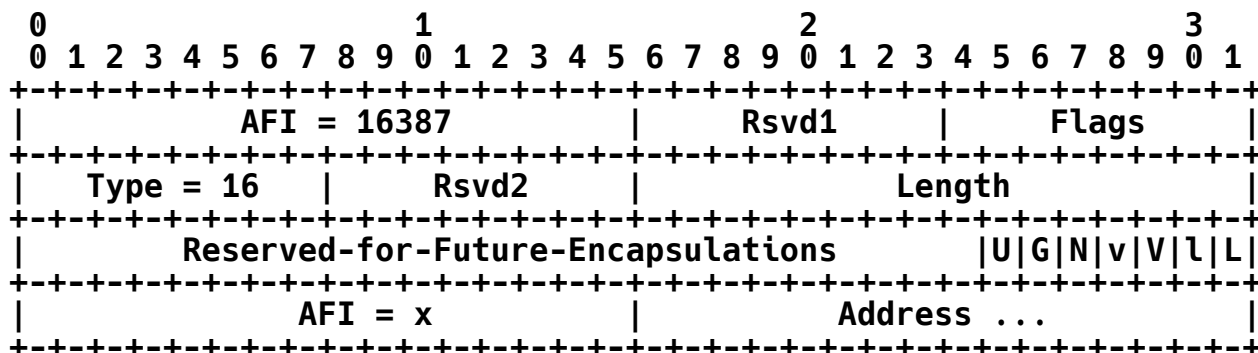 0                   1                   2                   3
 0 1 2 3 4 5 6 7 8 9 0 1 2 3 4 5 6 7 8 9 0 1 2 3 4 5 6 7 8 9 0 1
+-+-+-+-+-+-+-+-+-+-+-+-+-+-+-+-+-+-+-+-+-+-+-+-+-+-+-+-+-+-+-+-+
|           AFI = 16387         |     Rsvd1     |     Flags     |
+-+-+-+-+-+-+-+-+-+-+-+-+-+-+-+-+-+-+-+-+-+-+-+-+-+-+-+-+-+-+-+-+
|   Type = 16   |     Rsvd2     |             Length            |
+-+-+-+-+-+-+-+-+-+-+-+-+-+-+-+-+-+-+-+-+-+-+-+-+-+-+-+-+-+-+-+-+
|        Reserved-for-Future-Encapsulations       |U|G|N|v|V|l|L|
+-+-+-+-+-+-+-+-+-+-+-+-+-+-+-+-+-+-+-+-+-+-+-+-+-+-+-+-+-+-+-+-+
|              AFI = x          |          Address ...          |
+-+-+-+-+-+-+-+-+-+-+-+-+-+-+-+-+-+-+-+-+-+-+-+-+-+-+-+-+-+-+-+-+